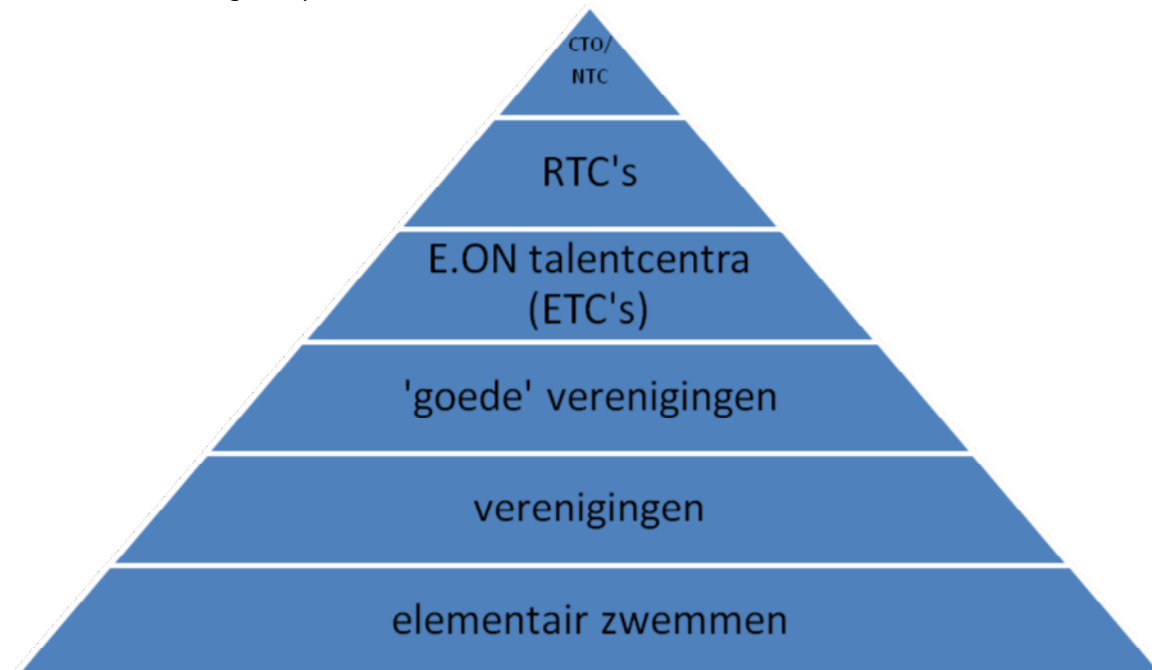 CTO/
NTC
RTC's
E.ON talentcentra
(ETC's)
'goede' verenigingen
verenigingen
elementair zwemmen